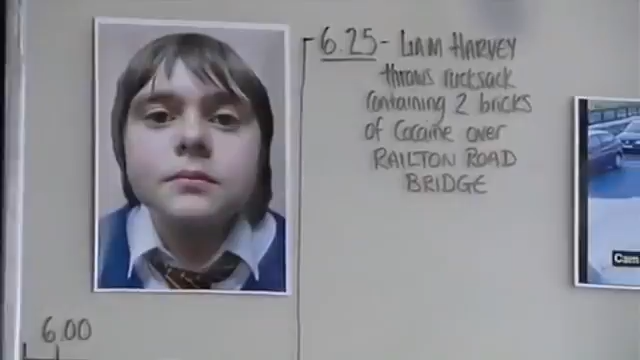 6.25 - LIAM HARVEY
throws rucksack
containing 2 bricks
of Cocaine over
RAILTON ROAD
BRIDGE
Cam
6.00